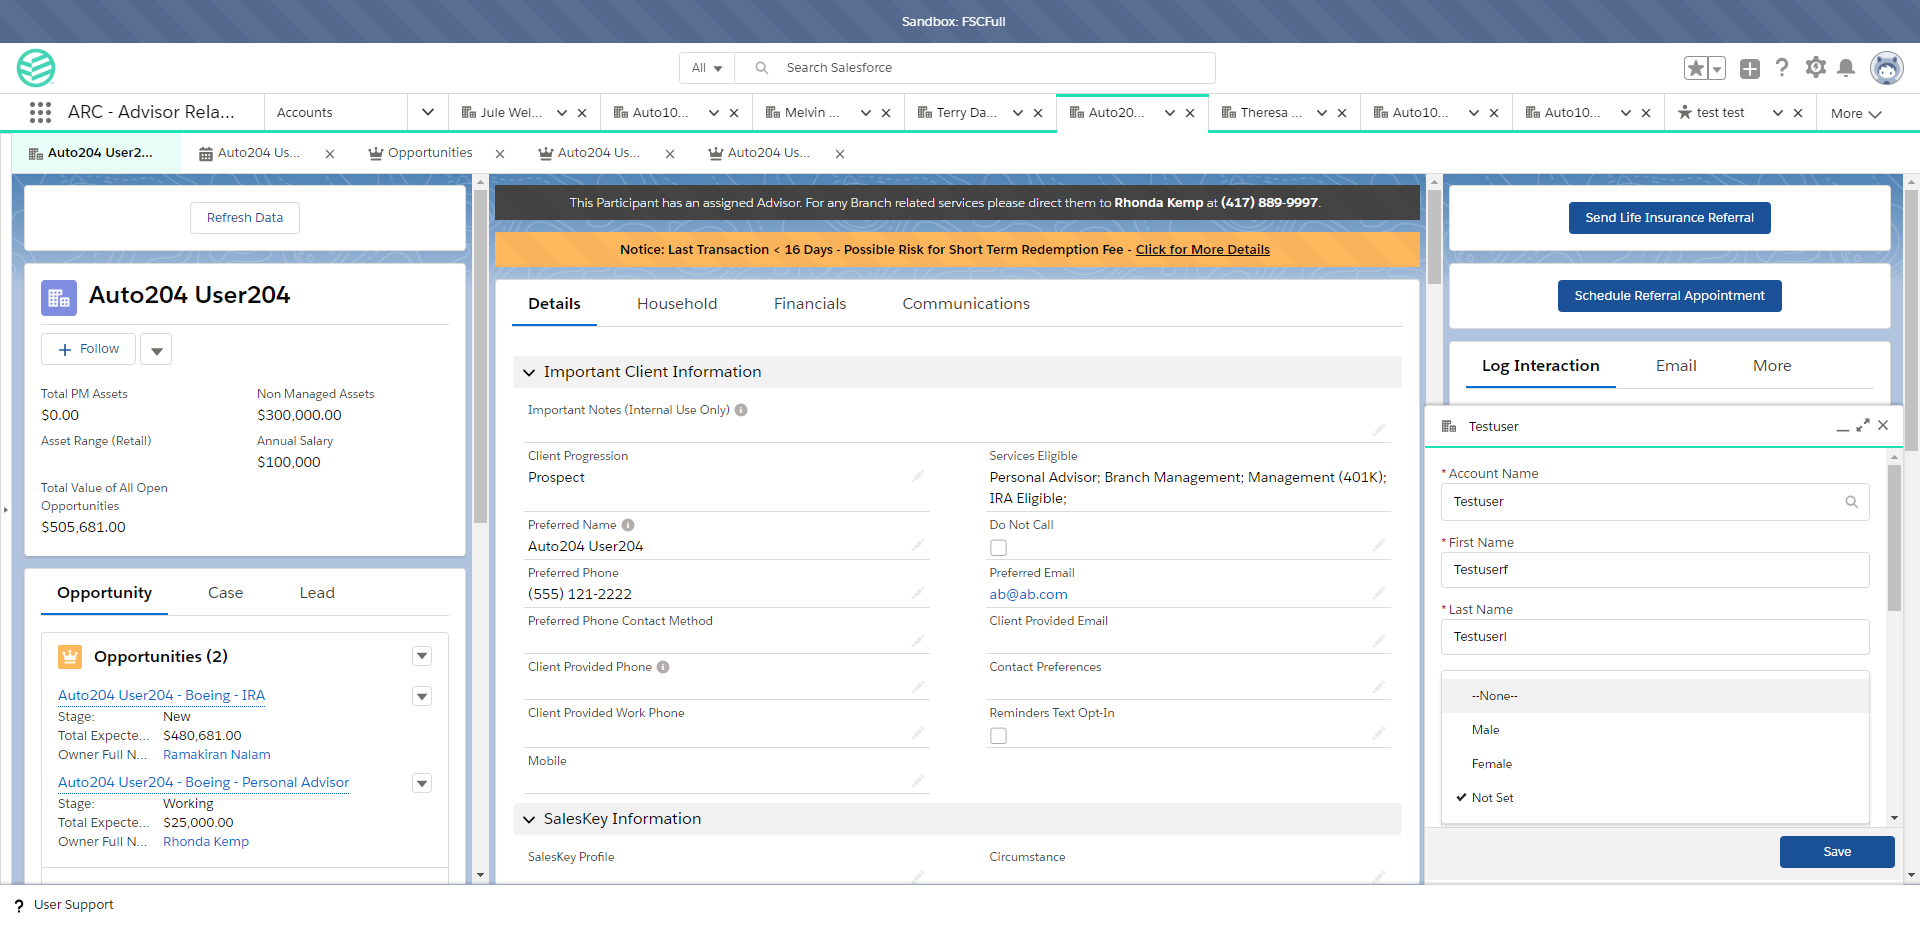 Sandbox: FSCFull
All
Search Salesforce
ARC - Advisor Rela...
Accounts
Jule Wel...
Auto10...
Melvin ...
Terry Da...
Auto20...
Theresa ...
Auto10...
Auto10...
test test
More
Auto204 User2...
Auto204 Us...
Opportunities
Auto204 Us...
Auto204 Us...
Refresh Data
Auto204 User204
Follow
Total PM Assets
$0.00
Non Managed Assets
$300,000.00
Asset Range (Retail)
Annual Salary
$100,000
Total Value of All Open
Opportunities
$505,681.00
Opportunity
Case
Lead
Opportunities (2)
Auto204 User204 - Boeing - IRA
Stage: New
Total Expecte... $480,681.00
Owner Full N... Ramakiran Nalam
Auto204 User204 - Boeing - Personal Advisor
Stage: Working
Total Expecte... $25,000.00
Owner Full N... Rhonda Kemp
This Participant has an assigned Advisor. For any Branch related services please direct them to Rhonda Kemp at (417) 889-9997.
Notice: Last Transaction < 16 Days - Possible Risk for Short Term Redemption Fee - Click for More Details
Details
Household
Financials
Communications
Important Client Information
Important Notes (Internal Use Only)
Client Progression
Prospect
Services Eligible
Personal Advisor; Branch Management; Management (401K);
IRA Eligible;
Preferred Name
Auto204 User204
Do Not Call
Preferred Phone
(555) 121-2222
Preferred Email
ab@ab.com
Preferred Phone Contact Method
Client Provided Email
Client Provided Phone
Contact Preferences
Client Provided Work Phone
Reminders Text Opt-In
Mobile
SalesKey Information
SalesKey Profile
Circumstance
Send Life Insurance Referral
Schedule Referral Appointment
Log Interaction
Email
More
Testuser
*Account Name
Testuser
*First Name
Testuserf
*Last Name
Testuserl
--None--
Male
Female
Not Set
Save
? User Support